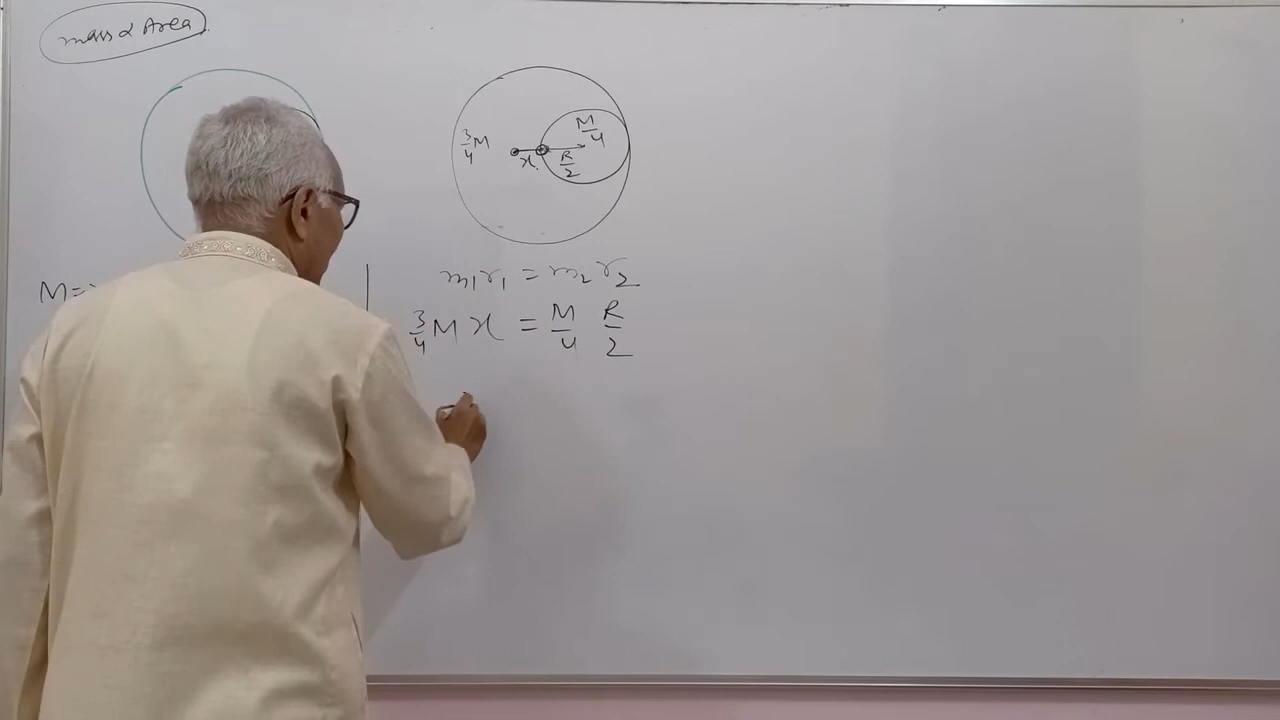 mass α Area
3/4 M
x
R/2
M/4
M=
m₁r₁ = m₂r₂
3/4 M x = M/4 R/2